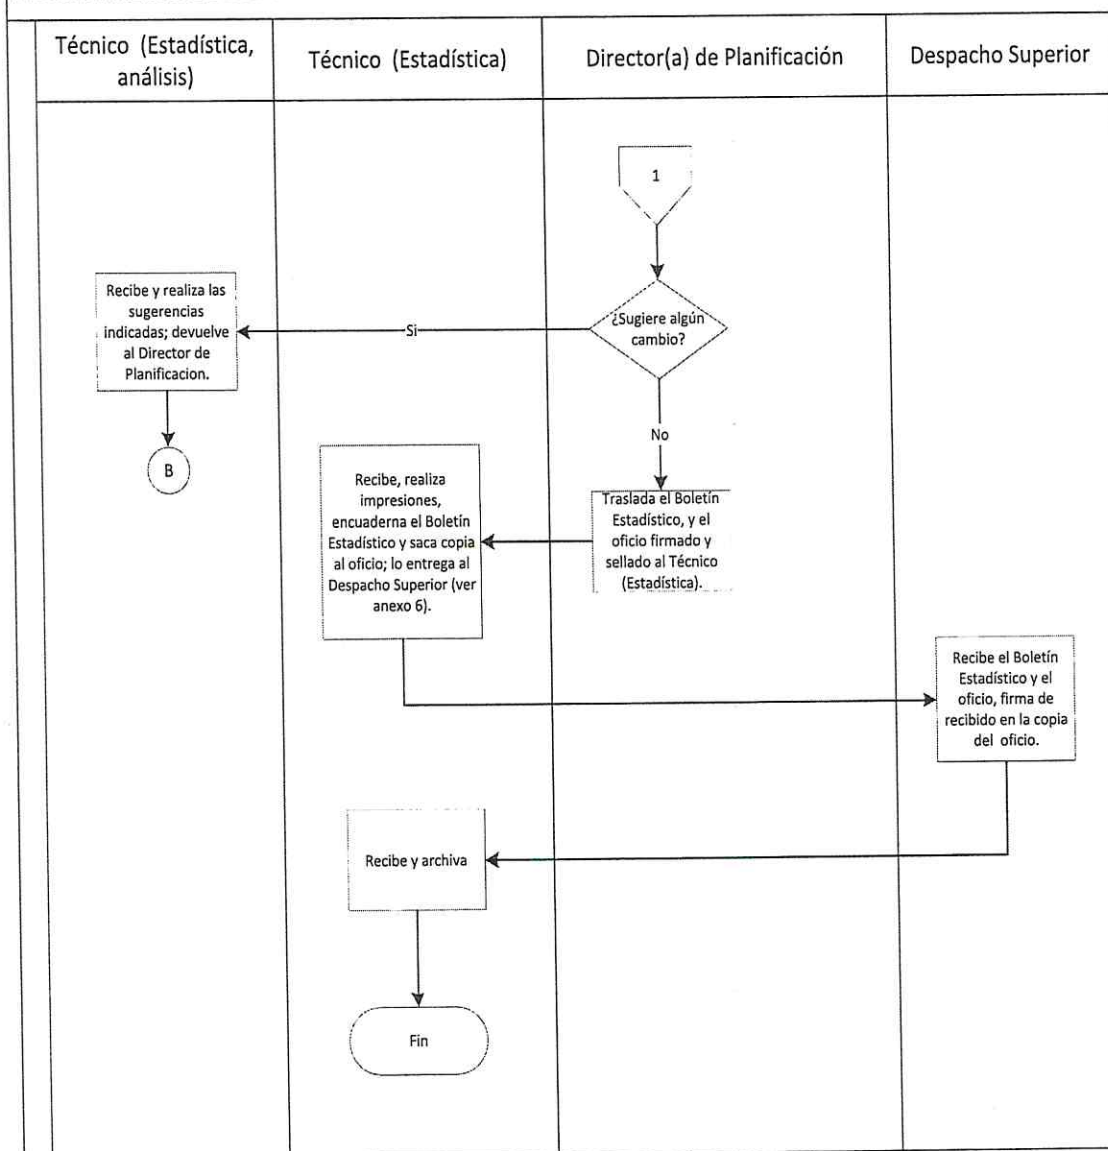 Técnico (Estadística,
análisis)
Técnico (Estadística)
Director(a) de Planificación
Despacho Superior
1
¿Sugiere algún
cambio?
Si
Recibe y realiza las
sugerencias
indicadas; devuelve
al Director de
Planificacion.
B
No
Traslada el Boletín
Estadístico, y el
oficio firmado y
sellado al Técnico
(Estadística).
Recibe, realiza
impresiones,
encuaderna el Boletín
Estadístico y saca copia
al oficio; lo entrega al
Despacho Superior (ver
anexo 6).
Recibe el Boletín
Estadístico y el
oficio, firma de
recibido en la copia
del oficio.
Recibe y archiva
Fin